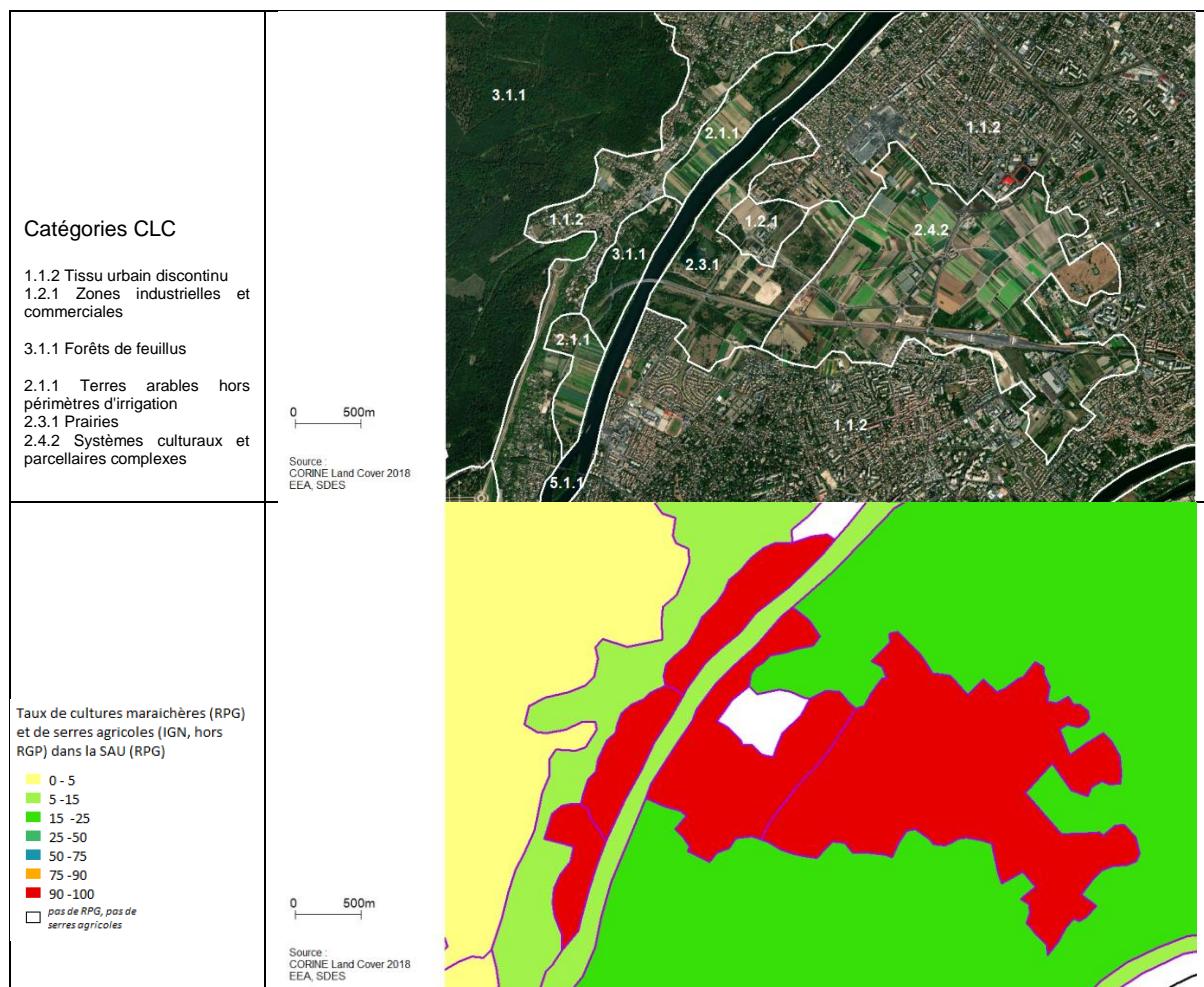 Catégories CLC
1.1.2 Tissu urbain discontinu
1.2.1 Zones industrielles et
commerciales
3.1.1 Forêts de feuillus
2.1.1 Terres arables hors
périmètres d'irrigation
2.3.1 Prairies
2.4.2 Systèmes culturaux et
parcellaires complexes
0 500m
Source :
CORINE Land Cover 2018
EEA, SDES
3.1.1
2.1.1
1.1.2
1.1.2
1.2.1
2.4.2
3.1.1
2.3.1
2.1.1
1.1.2
5.1.1
Taux de cultures maraichères (RPG)
et de serres agricoles (IGN, hors
RGP) dans la SAU (RPG)
0 - 5
5 -15
15 -25
25 -50
50 -75
75 -90
90 -100
pas de RPG, pas de
serres agricoles
0 500m
Source :
CORINE Land Cover 2018
EEA, SDES